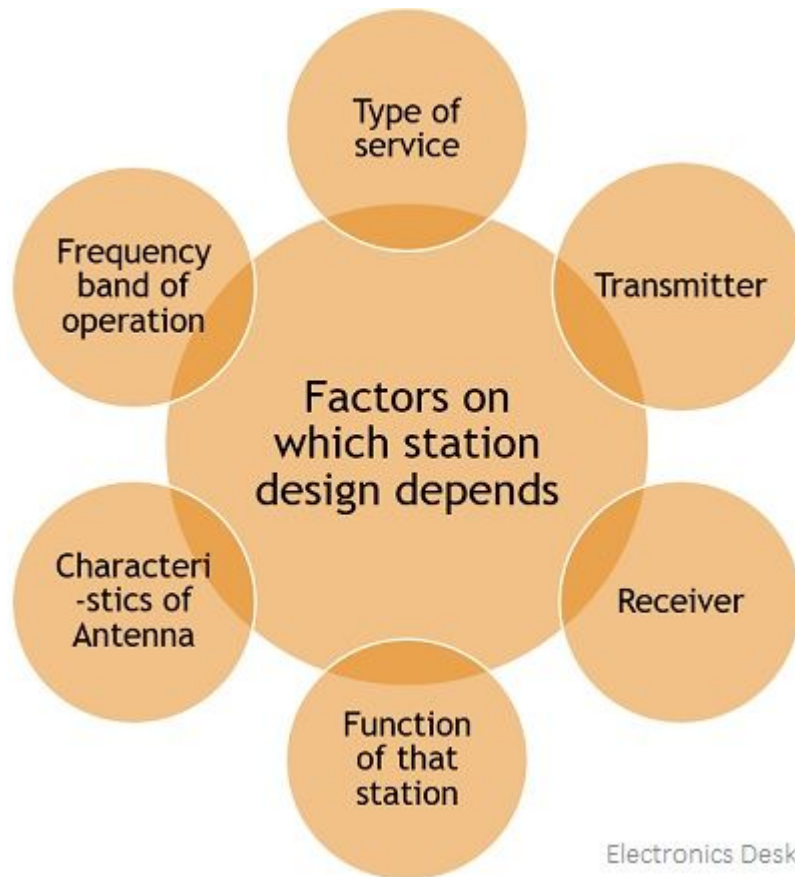 Type of
service
Transmitter
Receiver
Function
of that
station
Characteri
-stics of
Antenna
Frequency
band of
operation
Factors on
which station
design depends
Electronics Desk